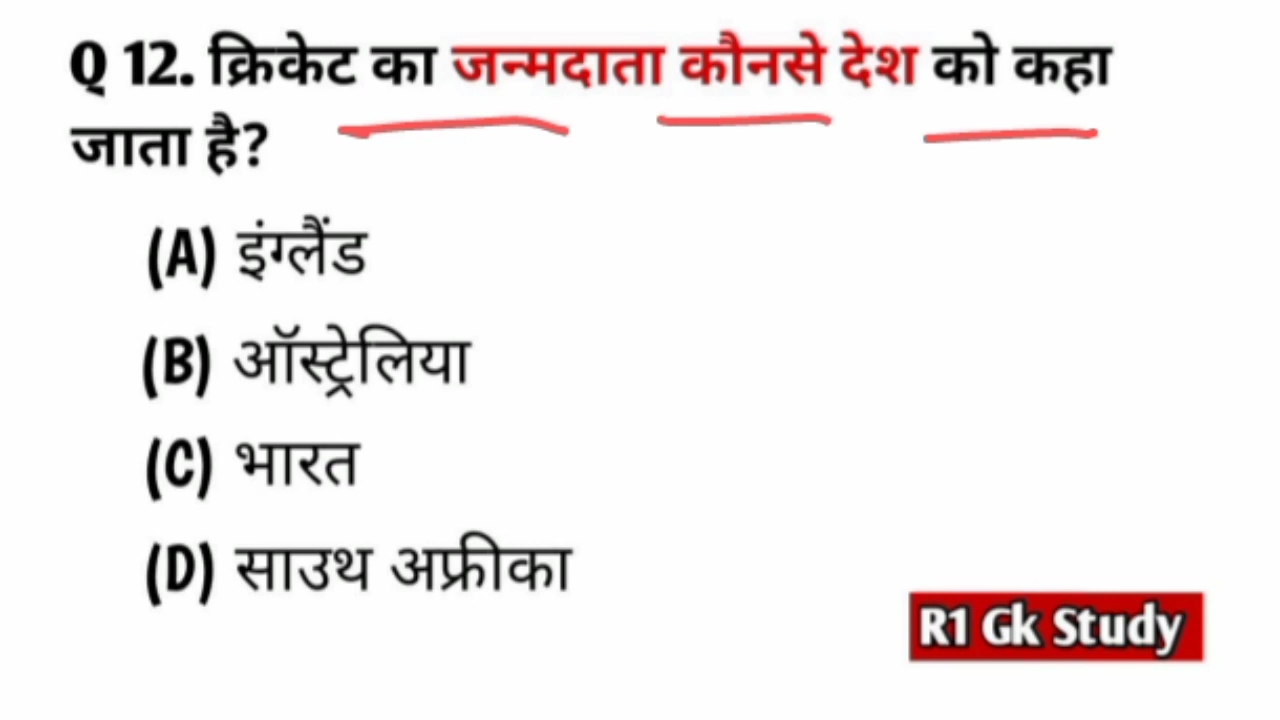 Q 12. क्रिकेट का जन्मदाता कौनसे देश को कहा
जाता है?
(A) इंग्लैंड
(B) ऑस्ट्रेलिया
(C) भारत
(D) साउथ अफ्रीका
R1 Gk Study